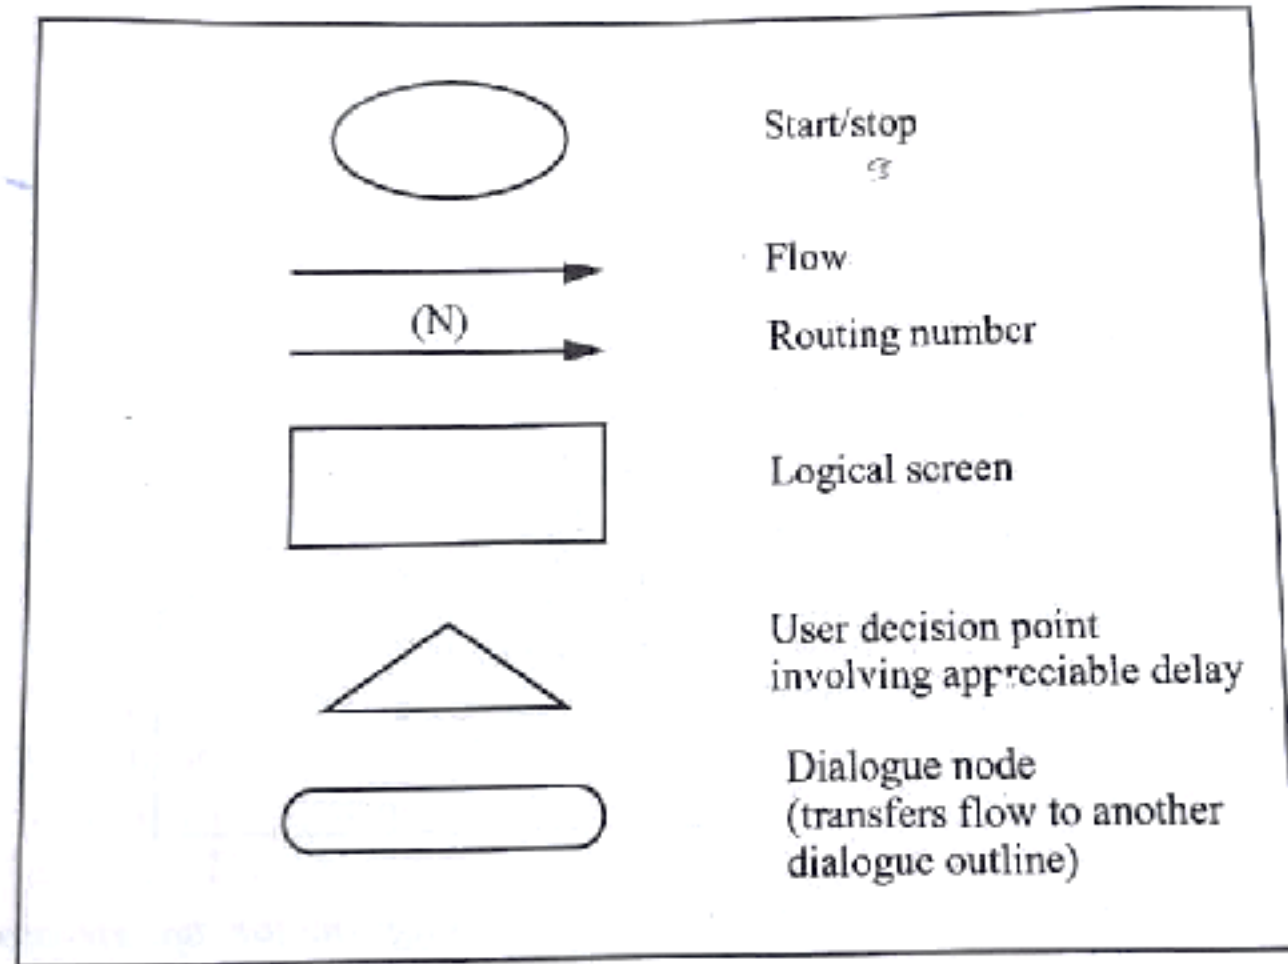 Start/stop
Flow
(N)
Routing number
Logical screen
User decision point
involving appreciable delay
Dialogue node
(transfers flow to another
dialogue outline)